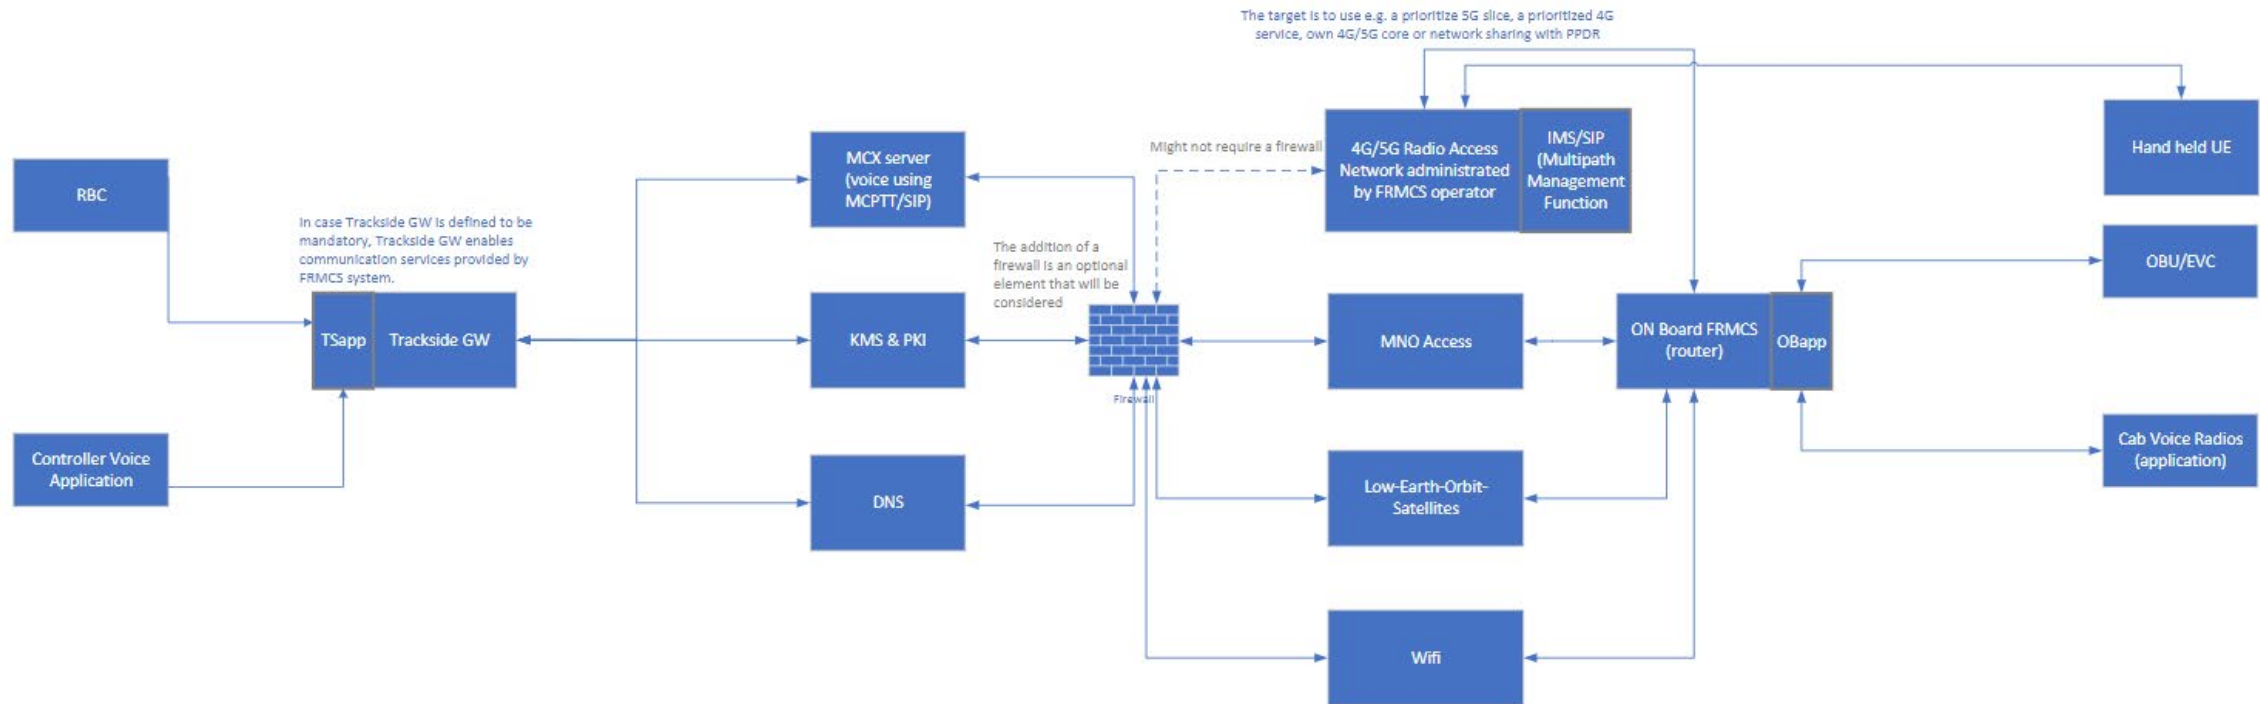 The target is to use e.g. a prioritize 5G slice, a prioritized 4G
service, own 4G/5G core or network sharing with PPDR
RBC
In case Trackside GW is defined to be
mandatory, Trackside GW enables
communication services provided by
FRMCS system.
TSapp
Trackside GW
Controller Voice
Application
MCX server
(voice using
MCPTT/SIP)
KMS & PKI
DNS
The addition of a
firewall is an optional
element that will be
considered
Firewall
Might not require a firewall
4G/5G Radio Access
Network administrated
by FRMCS operator
IMS/SIP
(Multipath
Management
Function
MNO Access
Low-Earth-Orbit-
Satellites
Wifi
ON Board FRMCS
(router)
OBapp
Hand held UE
OBU/EVC
Cab Voice Radios
(application)